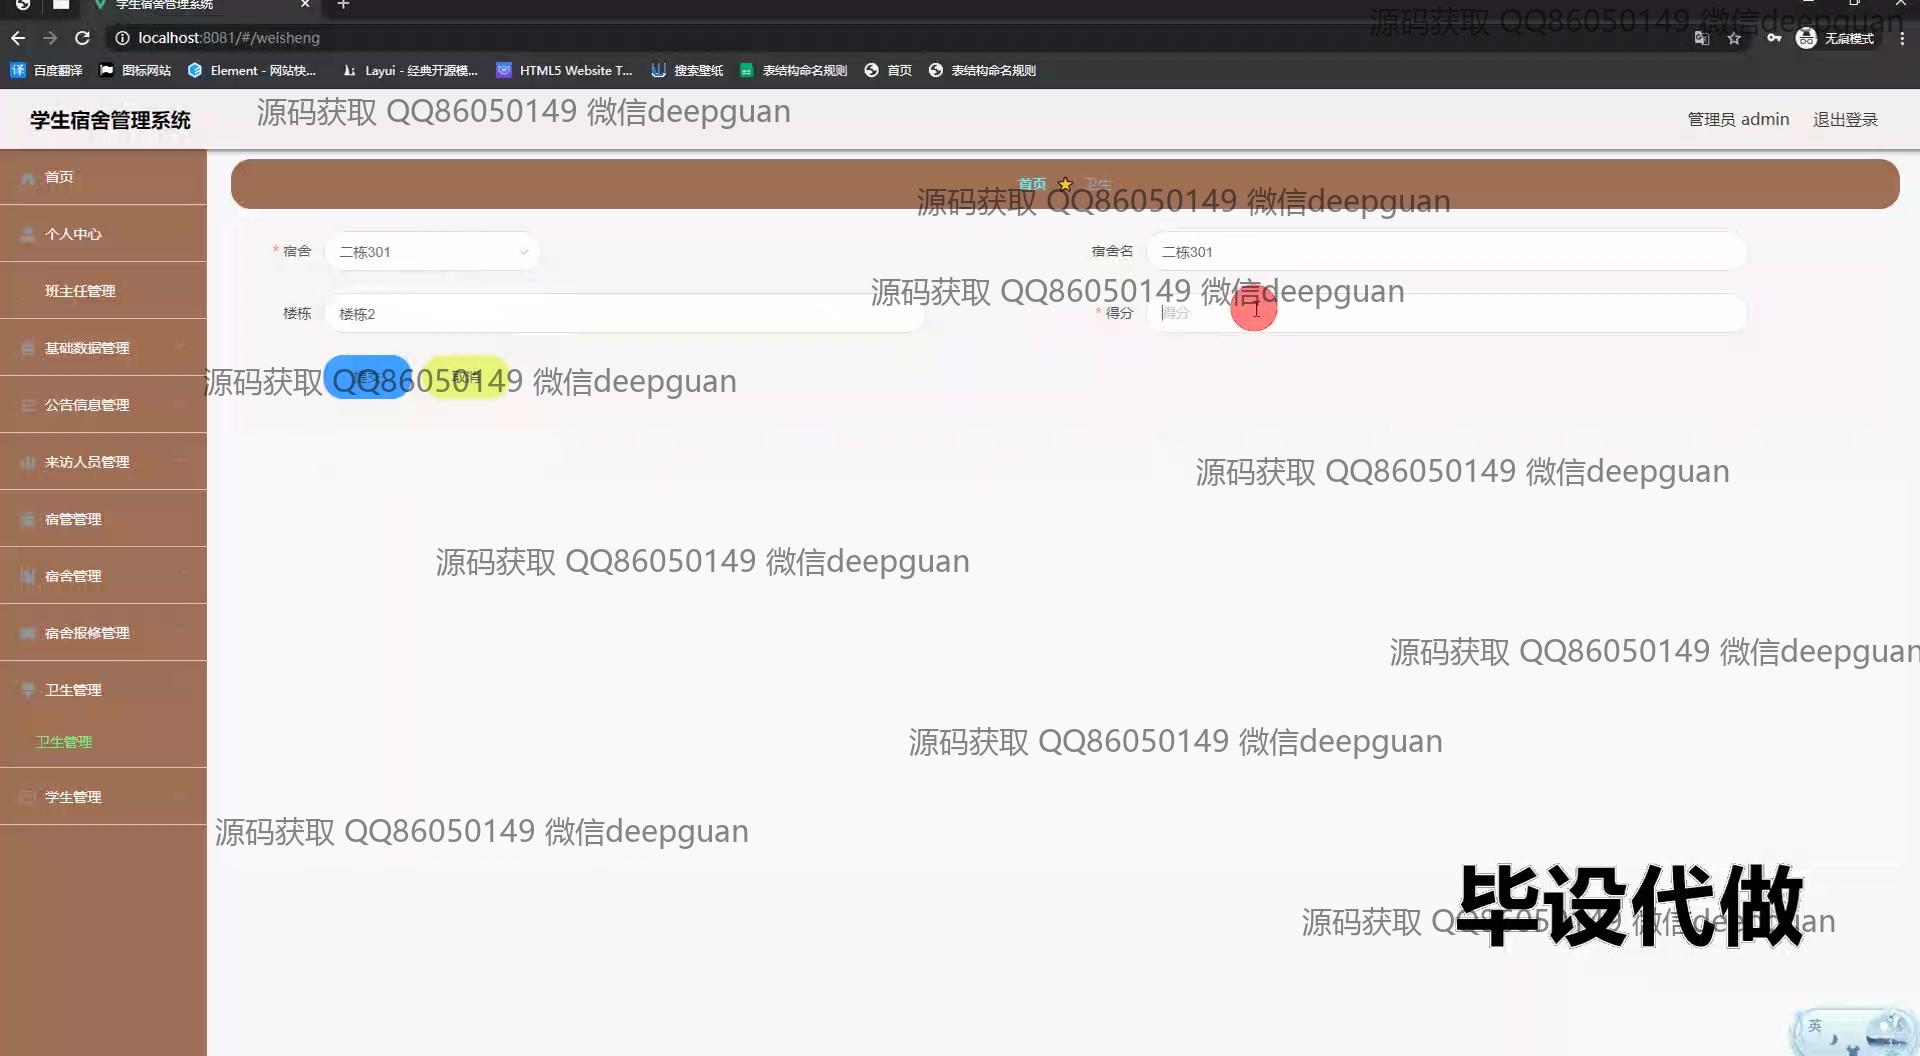 学生宿舍管理系统
localhost:8081/#/weisheng
无痕模式
百度翻译
图标网站
Element - 网站快...
Layui - 经典开源模...
HTML5 Website T...
搜索壁纸
表结构命名规则
首页
表结构命名规则
源码获取 QQ86050149 微信deepguan
学生宿舍管理系统
源码获取 QQ86050149 微信deepguan
管理员 admin
退出登录
首页
个人中心
班主任管理
基础数据管理
公告信息管理
来访人员管理
宿管管理
宿舍管理
宿舍报修管理
卫生管理
卫生管理
学生管理
首页
卫生
源码获取 QQ86050149 微信deepguan
* 宿舍
二栋301
宿舍名
二栋301
源码获取 QQ86050149 微信deepguan
楼栋
楼栋2
* 得分
得分
取消
源码获取 QQ86050149 微信deepguan
源码获取 QQ86050149 微信deepguan
源码获取 QQ86050149 微信deepguan
源码获取 QQ86050149 微信deepguan
源码获取 QQ86050149 微信deepguan
源码获取 QQ86050149 微信deepguan
毕设代做
源码获取 QQ86050149 微信deepguan
英